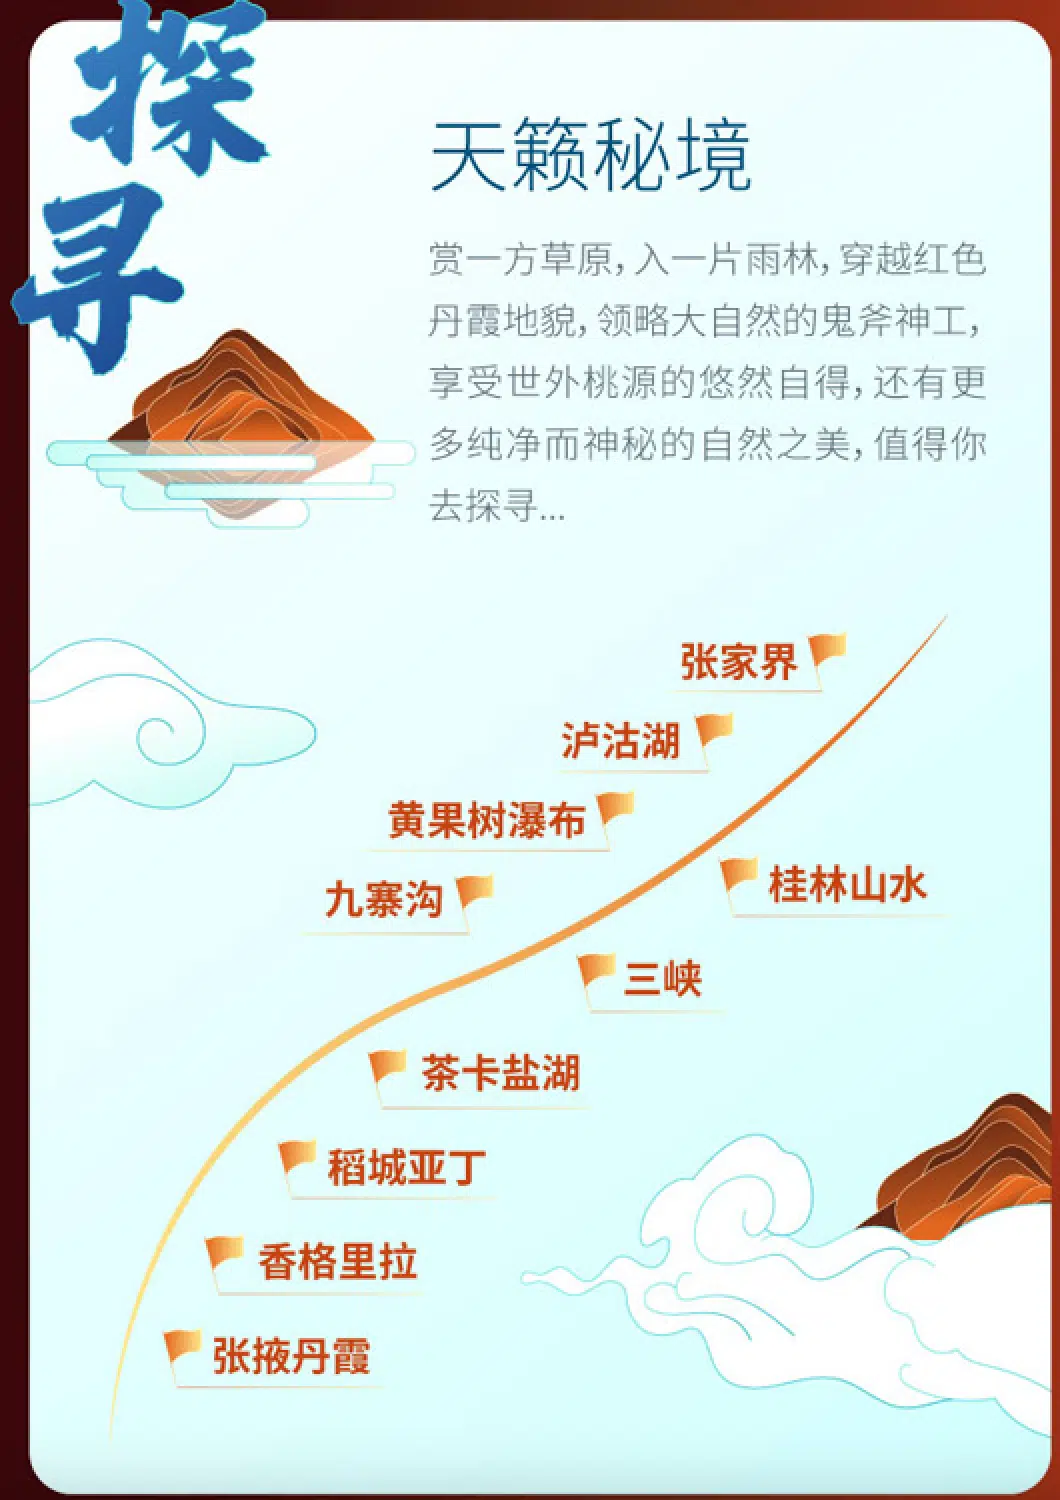 探寻
天籁秘境
赏一方草原，入一片雨林，穿越红色
丹霞地貌，领略大自然的鬼斧神工，
享受世外桃源的悠然自得，还有更
多纯净而神秘的自然之美，值得你
去探寻...
张家界
泸沽湖
黄果树瀑布
桂林山水
九寨沟
三峡
茶卡盐湖
稻城亚丁
香格里拉
张掖丹霞